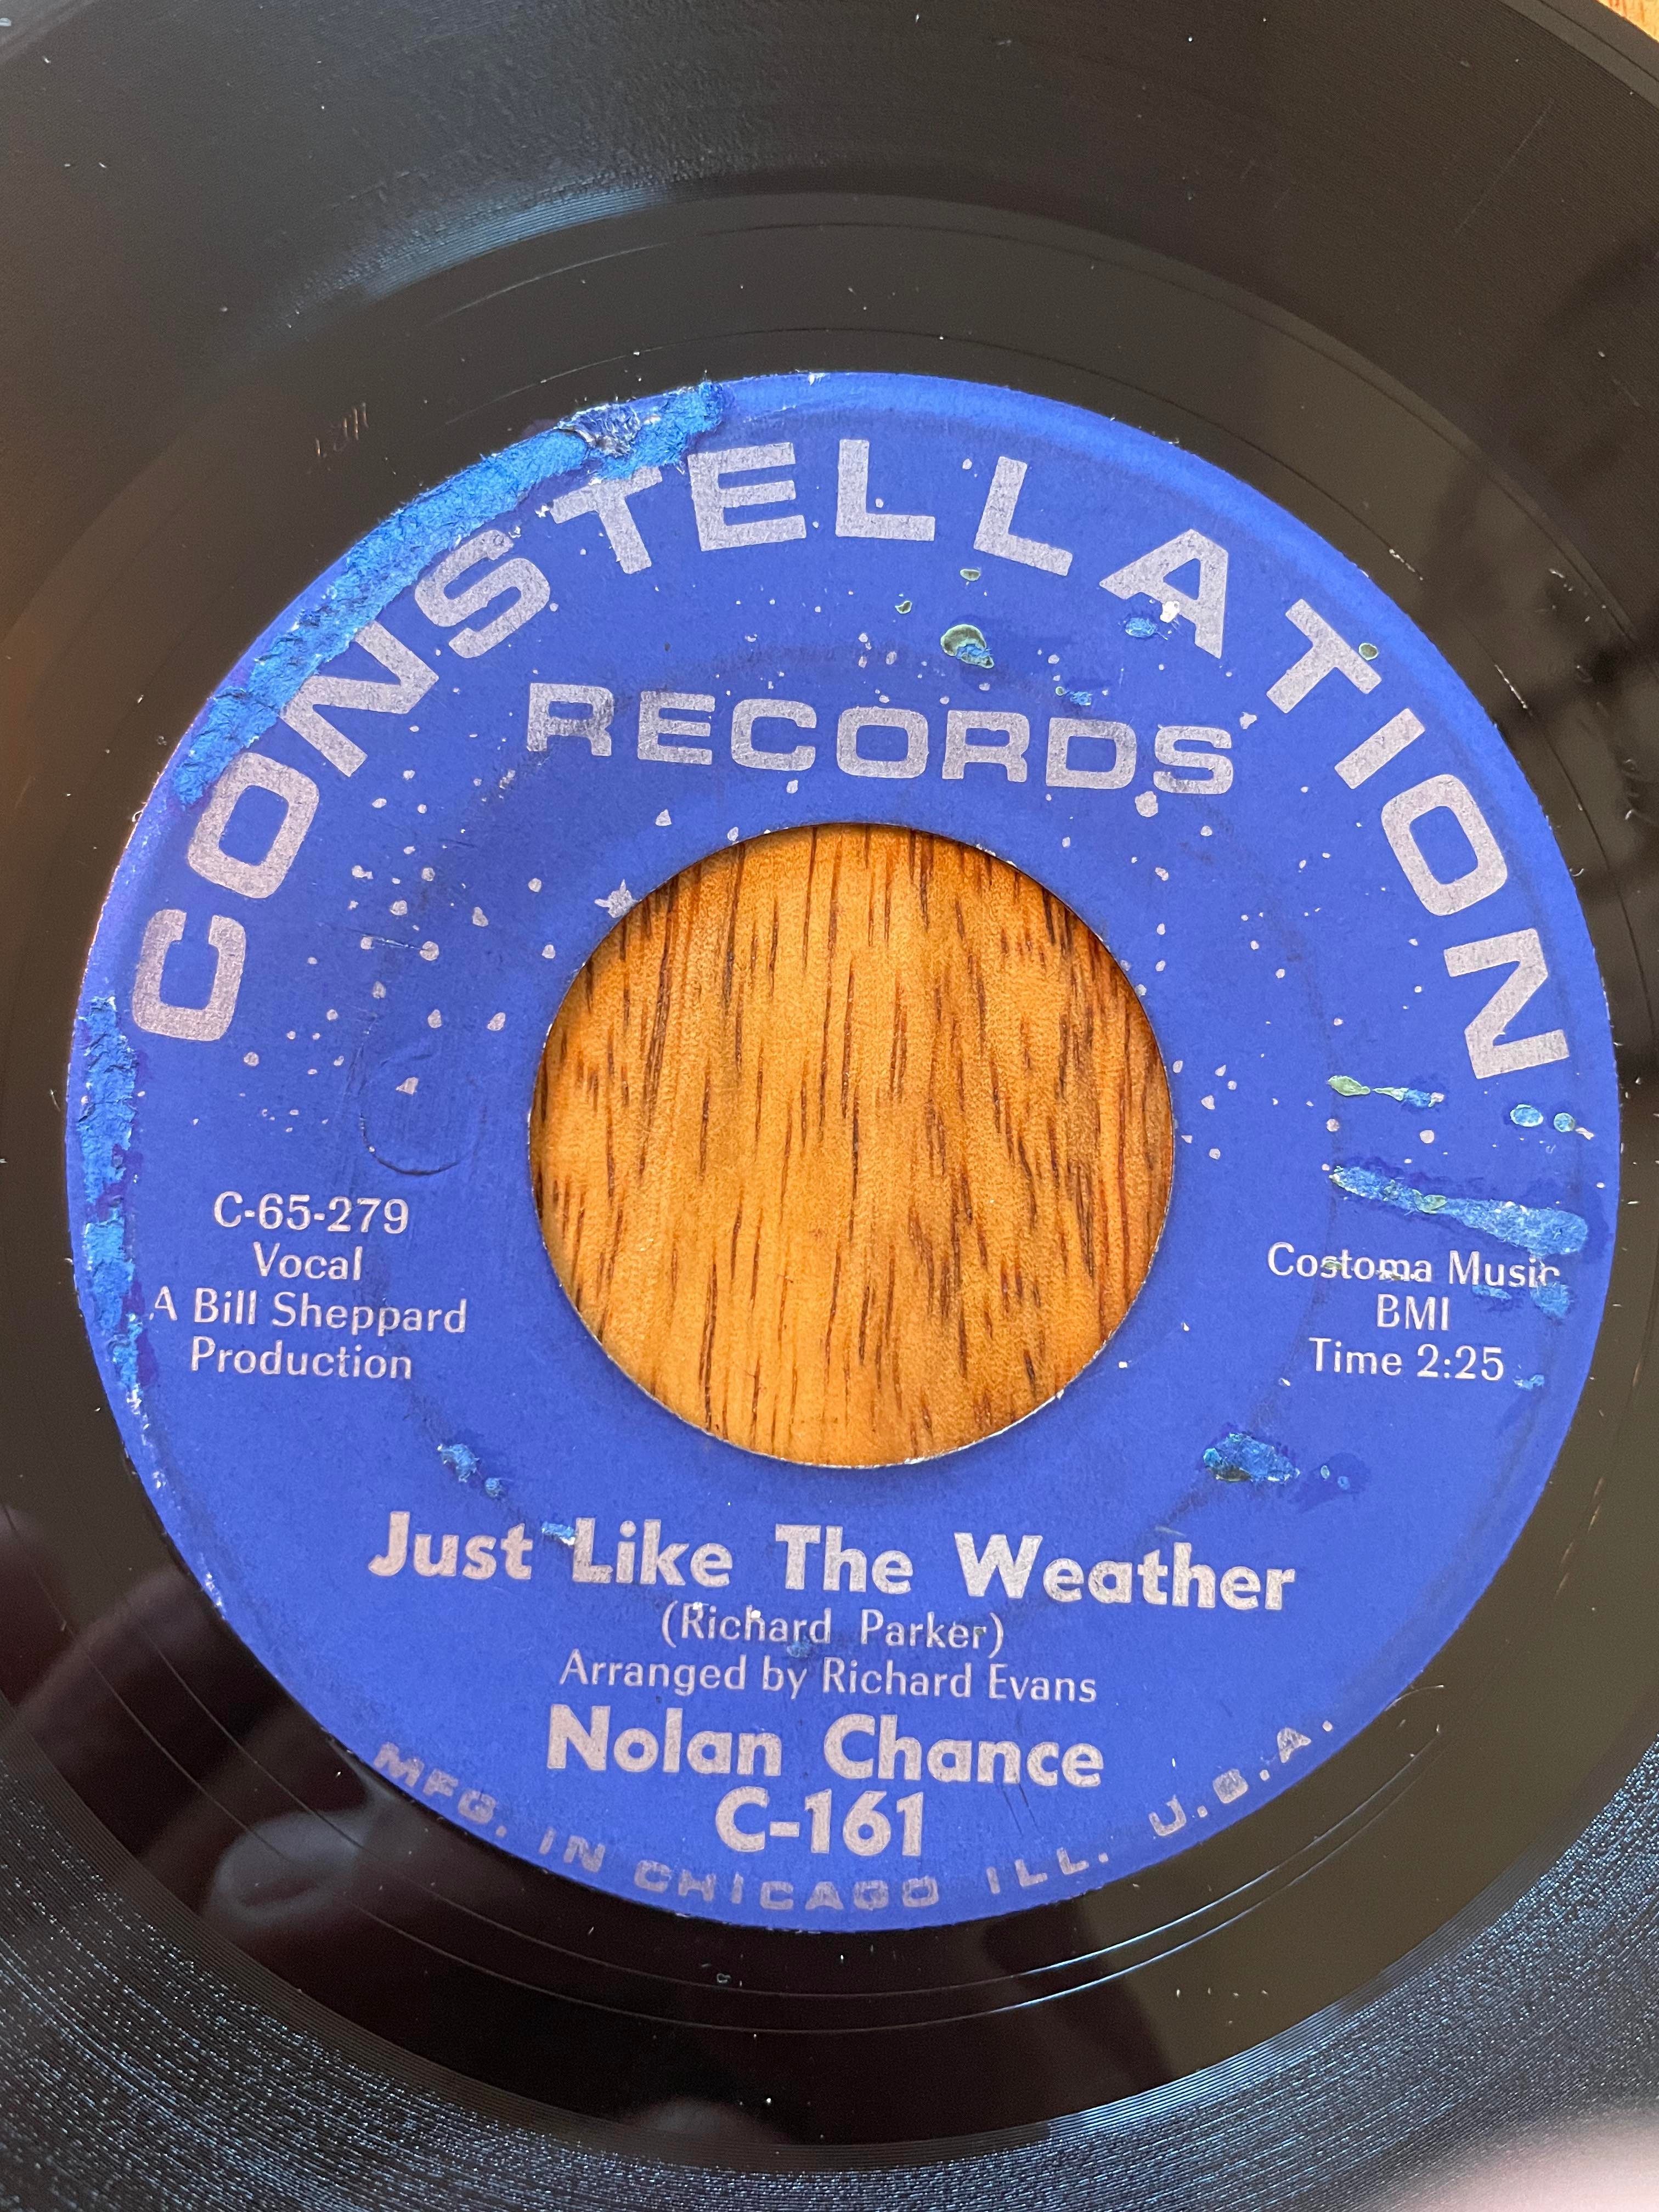 CONSTELLATION
RECORDS
C-65-279
Vocal
A Bill Sheppard
Production
Costoma Music
BMI
Time 2:25
Just Like The Weather
(Richard Parker)
Arranged by Richard Evans
Nolan Chance
C-161
MFG. IN CHICAGO ILL. U.S.A.